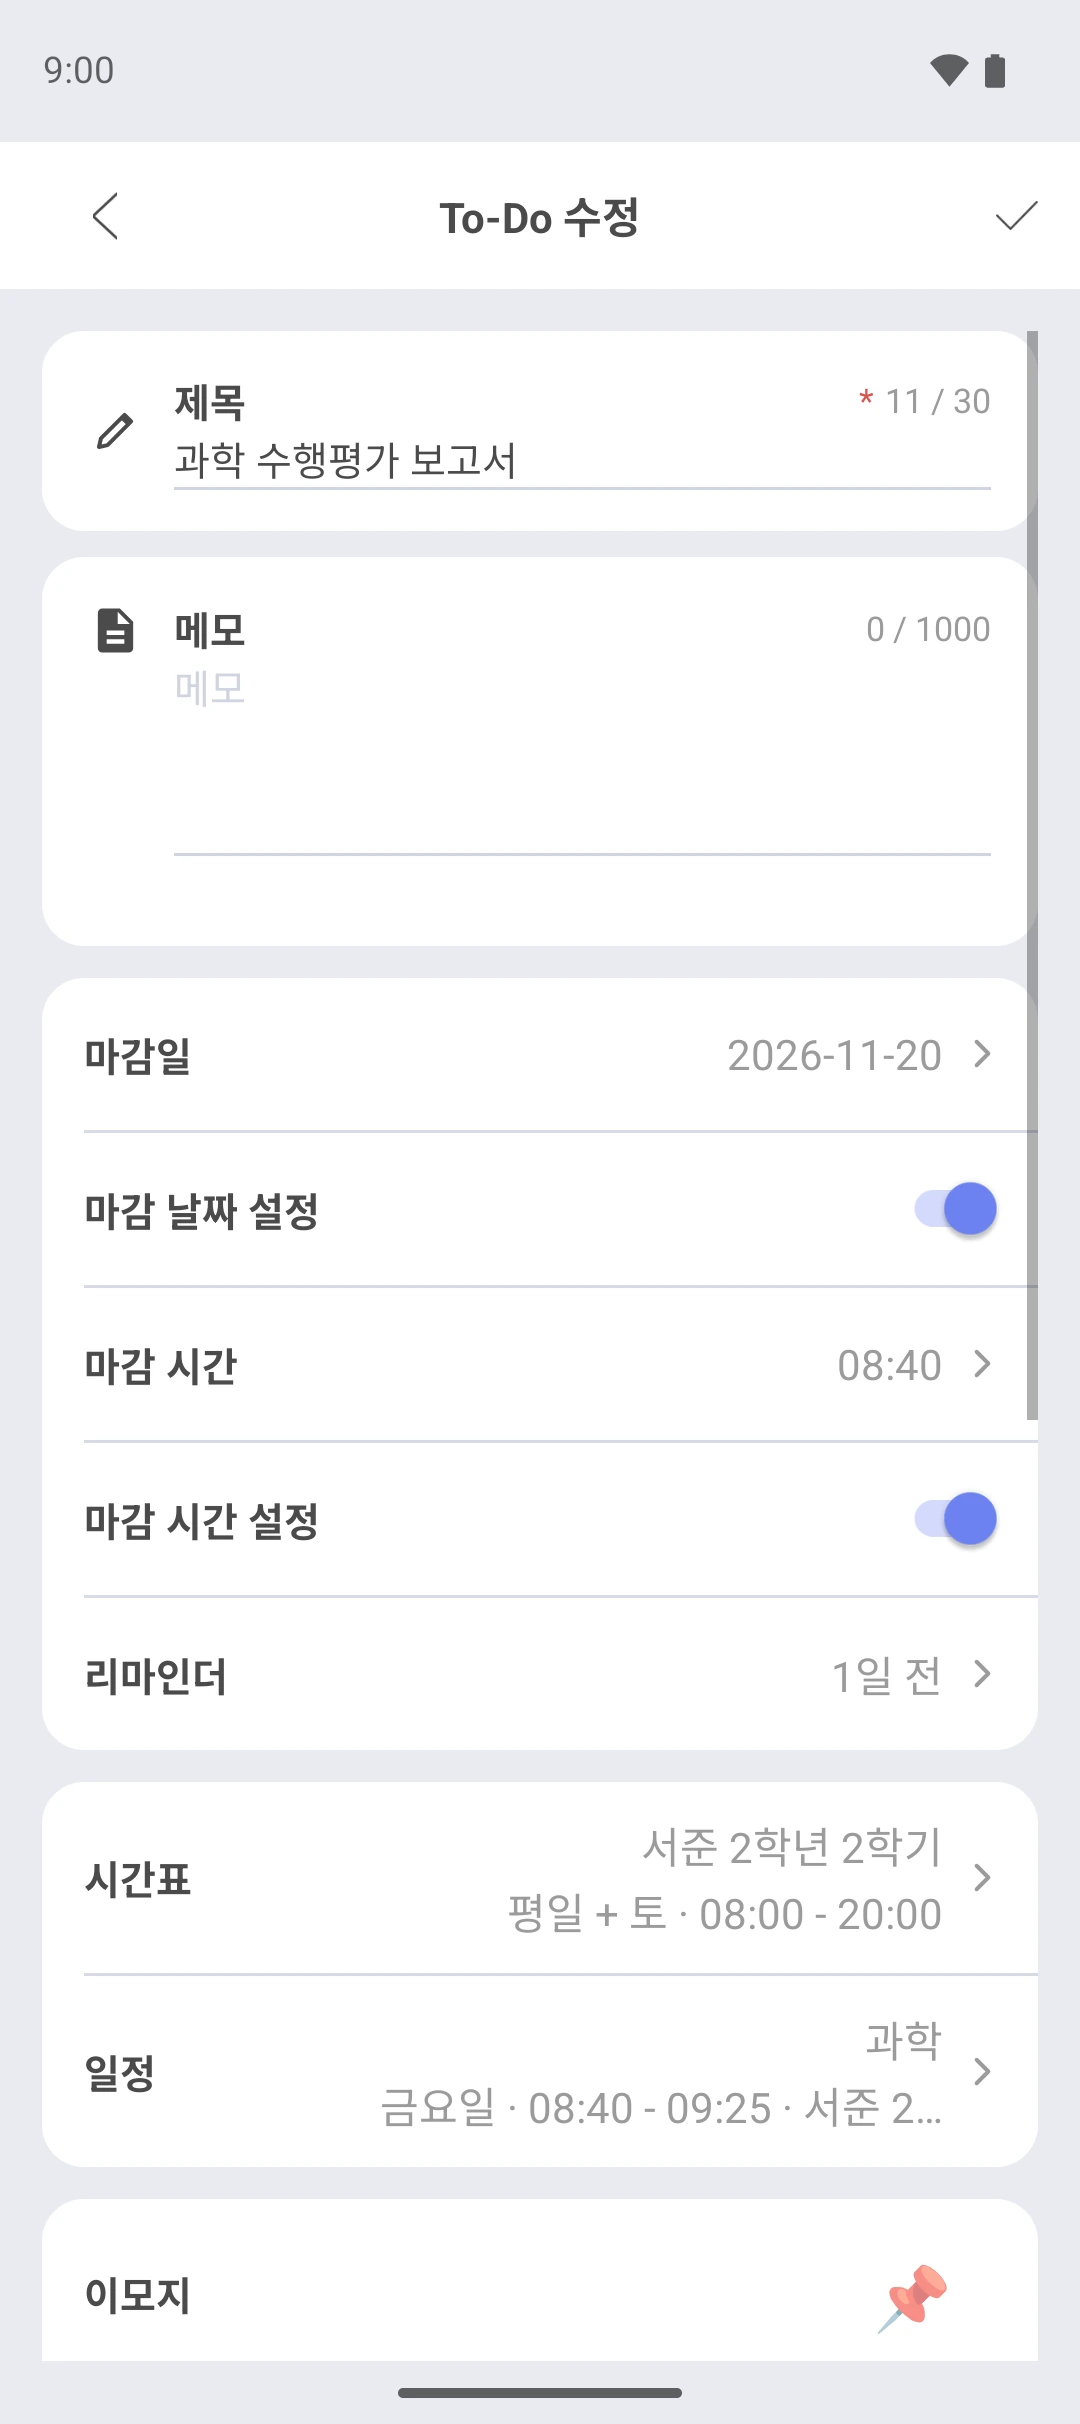 9:00
To-Do 수정
제목
* 11 / 30
과학 수행평가 보고서
메모
0 / 1000
메모
마감일
2026-11-20
마감 날짜 설정
마감 시간
08:40
마감 시간 설정
리마인더
1일 전
시간표
서준 2학년 2학기
평일 + 토 · 08:00 - 20:00
일정
과학
금요일 · 08:40 - 09:25 · 서준 2...
이모지